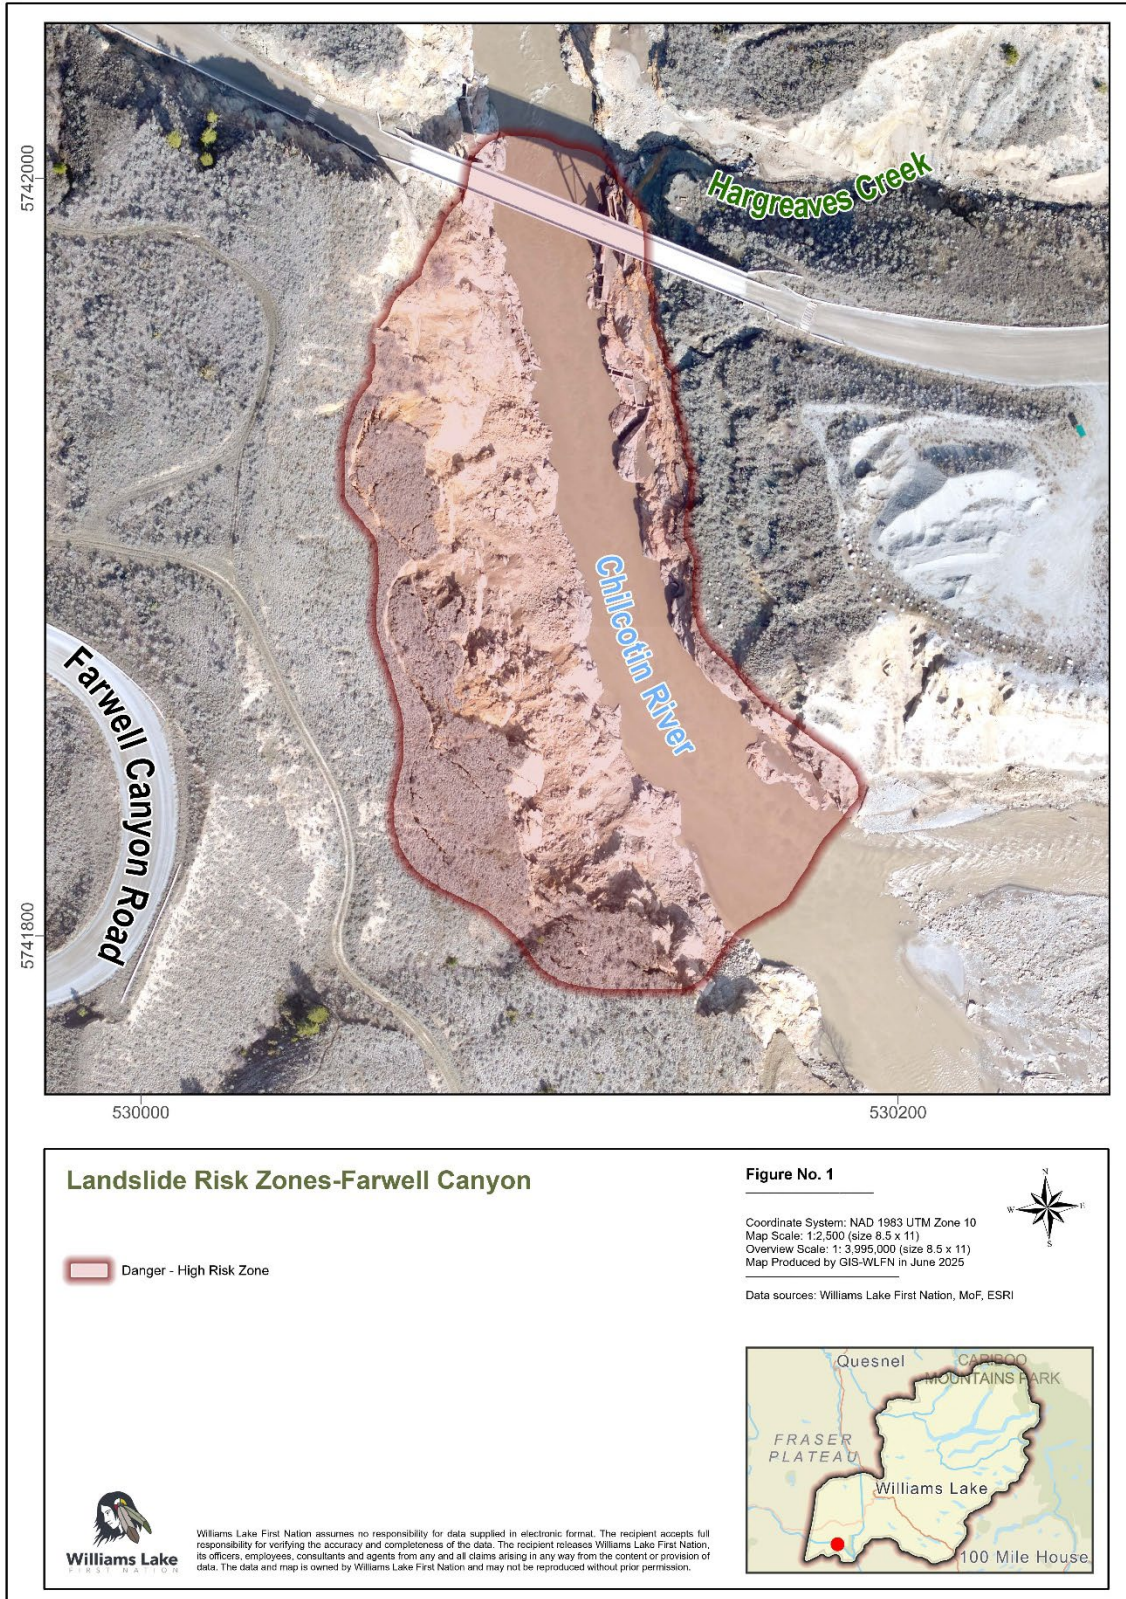 5742000
Hargreaves Creek
Chilcotin River
Farwell Canyon Road
5741800
530000
530200
Landslide Risk Zones-Farwell Canyon
Danger - High Risk Zone
Figure No. 1
N
W
E
S
Coordinate System: NAD 1983 UTM Zone 10
Map Scale: 1:2,500 (size 8.5 x 11)
Overview Scale: 1: 3,995,000 (size 8.5 x 11)
Map Produced by GIS-WLFN in June 2025
Data sources: Williams Lake First Nation, MoF, ESRI
Quesnel
CARIBOO
MOUNTAINS PARK
FRASER
PLATEAU
Williams Lake
100 Mile House
Williams Lake
FIRST NATION
Williams Lake First Nation assumes no responsibility for data supplied in electronic format. The recipient accepts full
responsibility for verifying the accuracy and completeness of the data. The recipient releases Williams Lake First Nation,
its officers, employees, consultants and agents from any and all claims arising in any way from the content or provision of
data. The data and map is owned by Williams Lake First Nation and may not be reproduced without prior permission.